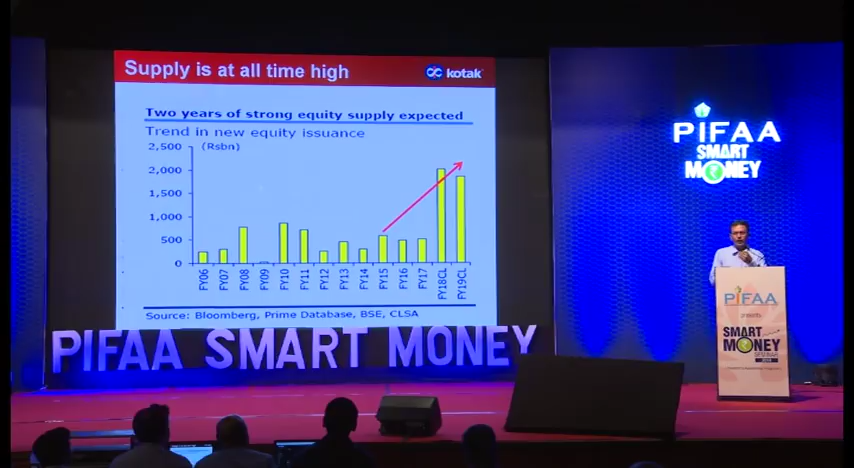 Supply is at all time high
kotak
Two years of strong equity supply expected
Trend in new equity issuance
(Rsbn)
2,500
2,000
1,500
1,000
500
0
FY06 FY07 FY08 FY09 FY10 FY11 FY12 FY13 FY14 FY15 FY16 FY17 FY18CL FY19CL
Source: Bloomberg, Prime Database, BSE, CLSA
PIFAA
SMART
MONEY
PIFAA
SMART
MONEY
SEMINAR
PIFAA SMART MONEY